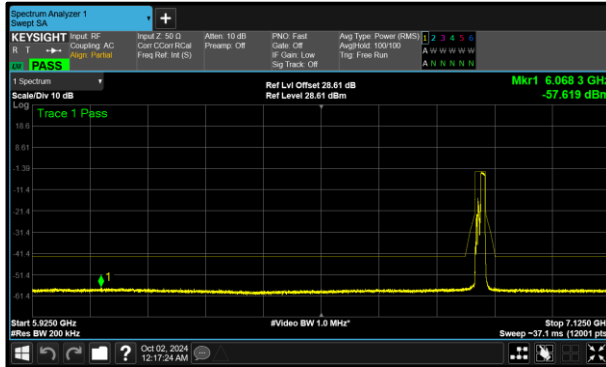 Spectrum Analyzer 1
Swept SA
KEYSIGHT
R T
LW
PASS
Input: RF
Coupling: AC
Align: Partial
Input Z: 50 Ω
Corr CCorr RCal
Freq Ref: Int (S)
Atten: 10 dB
Preamp: Off
PNO: Fast
Gate: Off
IF Gain: Low
Sig Track: Off
Avg Type: Power (RMS)
Avg|Hold: 100/100
Trig: Free Run
1 2 3 4 5 6
A W W W W W
A N N N N N
1 Spectrum
Scale/Div 10 dB
Log
Ref Lvl Offset 28.61 dB
Ref Level 28.61 dBm
Mkr1 6.068 3 GHz
-57.619 dBm
Trace 1 Pass
18.6
8.61
-1.39
-11.4
-21.4
-31.4
-41.4
-51.4
-61.4
1
Start 5.9250 GHz
#Res BW 200 kHz
#Video BW 1.0 MHz*
Stop 7.1250 GHz
Sweep ~37.1 ms (12001 pts
?
Oct 02, 2024
12:17:24 AM